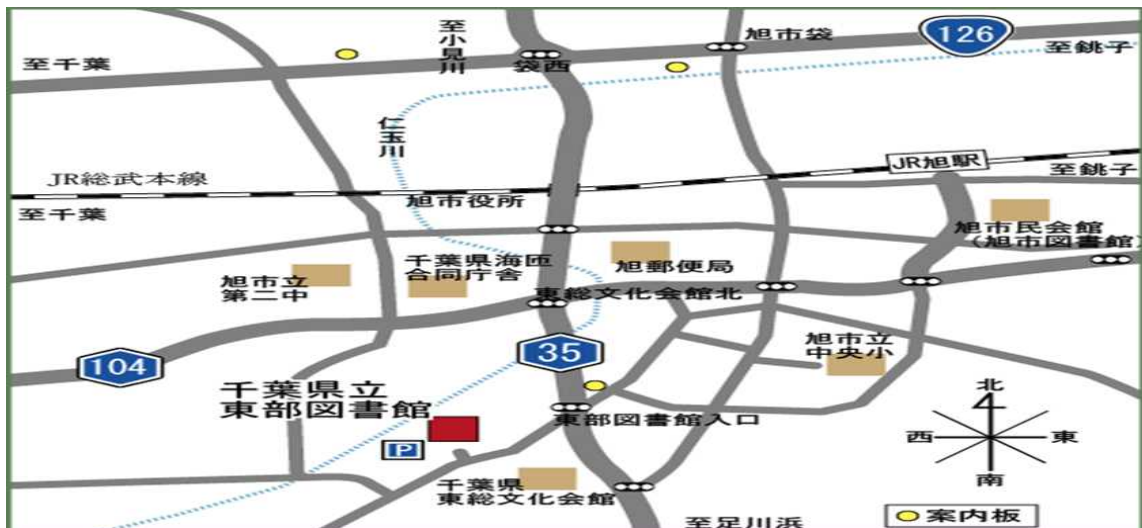 至小見川
126
旭市袋
至銚子
至千葉
袋西
仁玉川
JR旭駅
JR総武本線
至銚子
至千葉
旭市役所
旭市民会館
(旭市図書館)
千葉県海匝
合同庁舎
旭郵便局
旭市立
第二中
東総文化会館北
35
旭市立
中央小
104
千葉県立
東部図書館
北
東部図書館入口
西
東
P
南
千葉県
東総文化会館
至足川浜
案内板